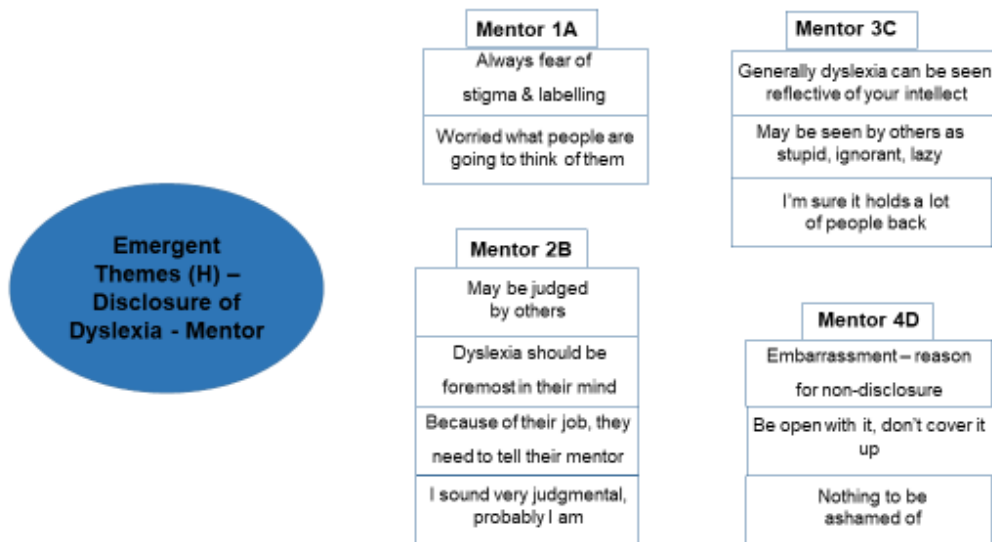 Emergent
Themes (H) –
Disclosure of
Dyslexia - Mentor
Mentor 1A
Always fear of
stigma & labelling
Worried what people are
going to think of them
Mentor 2B
May be judged
by others
Dyslexia should be
foremost in their mind
Because of their job, they
need to tell their mentor
I sound very judgmental,
probably I am
Mentor 3C
Generally dyslexia can be seen
reflective of your intellect
May be seen by others as
stupid, ignorant, lazy
I'm sure it holds a lot
of people back
Mentor 4D
Embarrassment – reason
for non-disclosure
Be open with it, don't cover it
up
Nothing to be
ashamed of